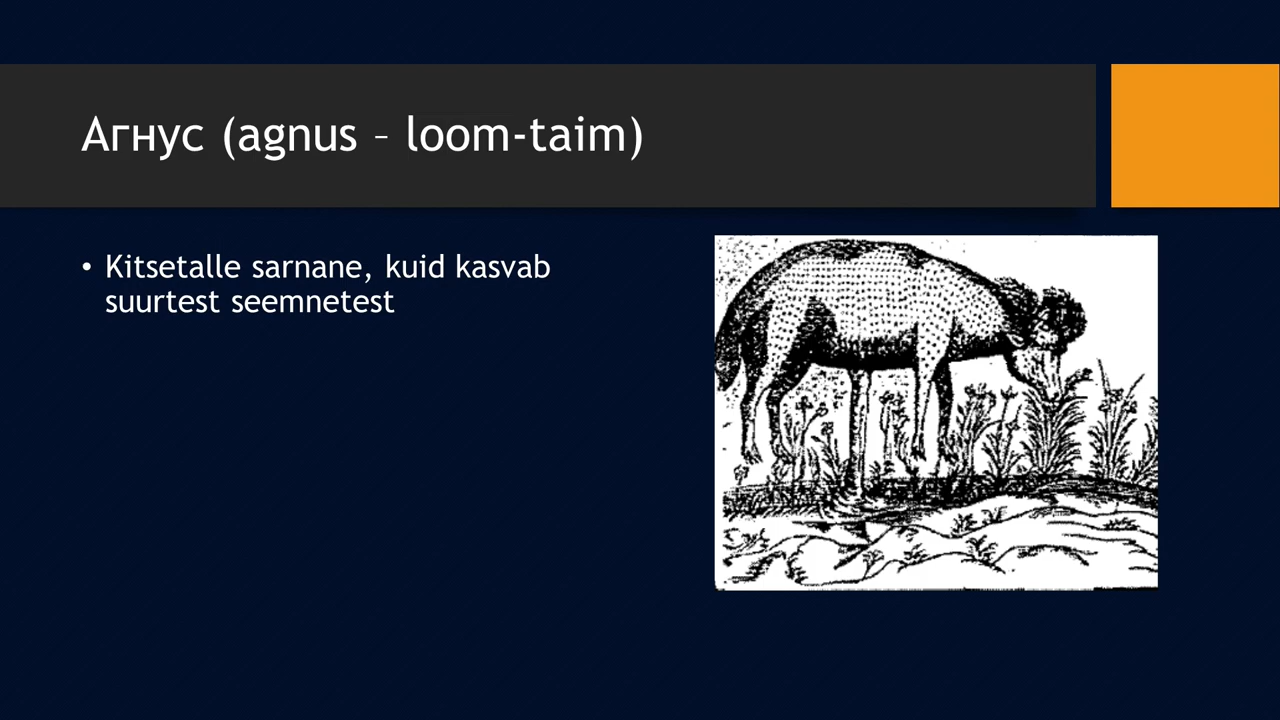 Агнус (agnus – loom-taim)
• Kitsetalle sarnane, kuid kasvab
suurtest seemnetest